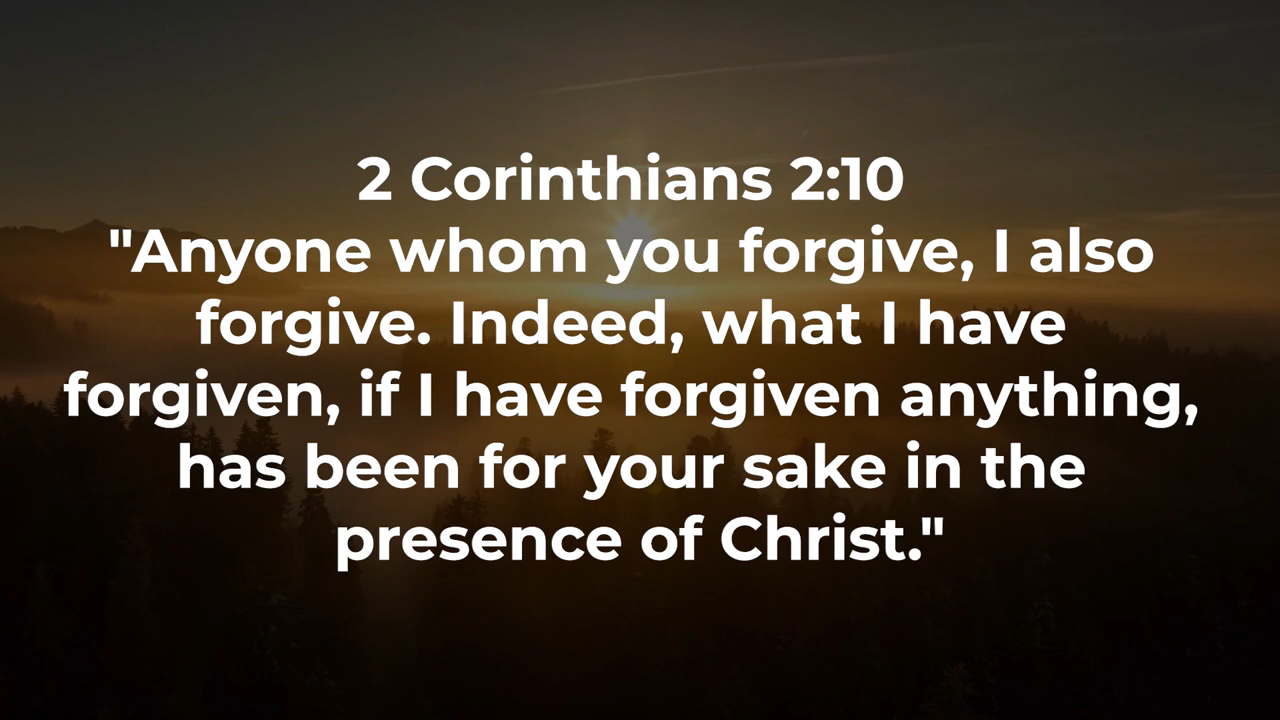 2 Corinthians 2:10
"Anyone whom you forgive, I also
forgive. Indeed, what I have
forgiven, if I have forgiven anything,
has been for your sake in the
presence of Christ."